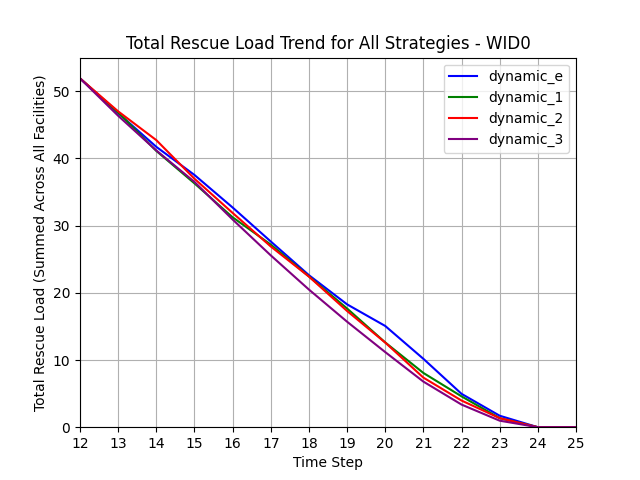 Total Rescue Load Trend for All Strategies - WID0
dynamic_e
dynamic_1
dynamic_2
dynamic_3
Total Rescue Load (Summed Across All Facilities)
50
40
30
20
10
0
12 13 14 15 16 17 18 19 20 21 22 23 24 25
Time Step